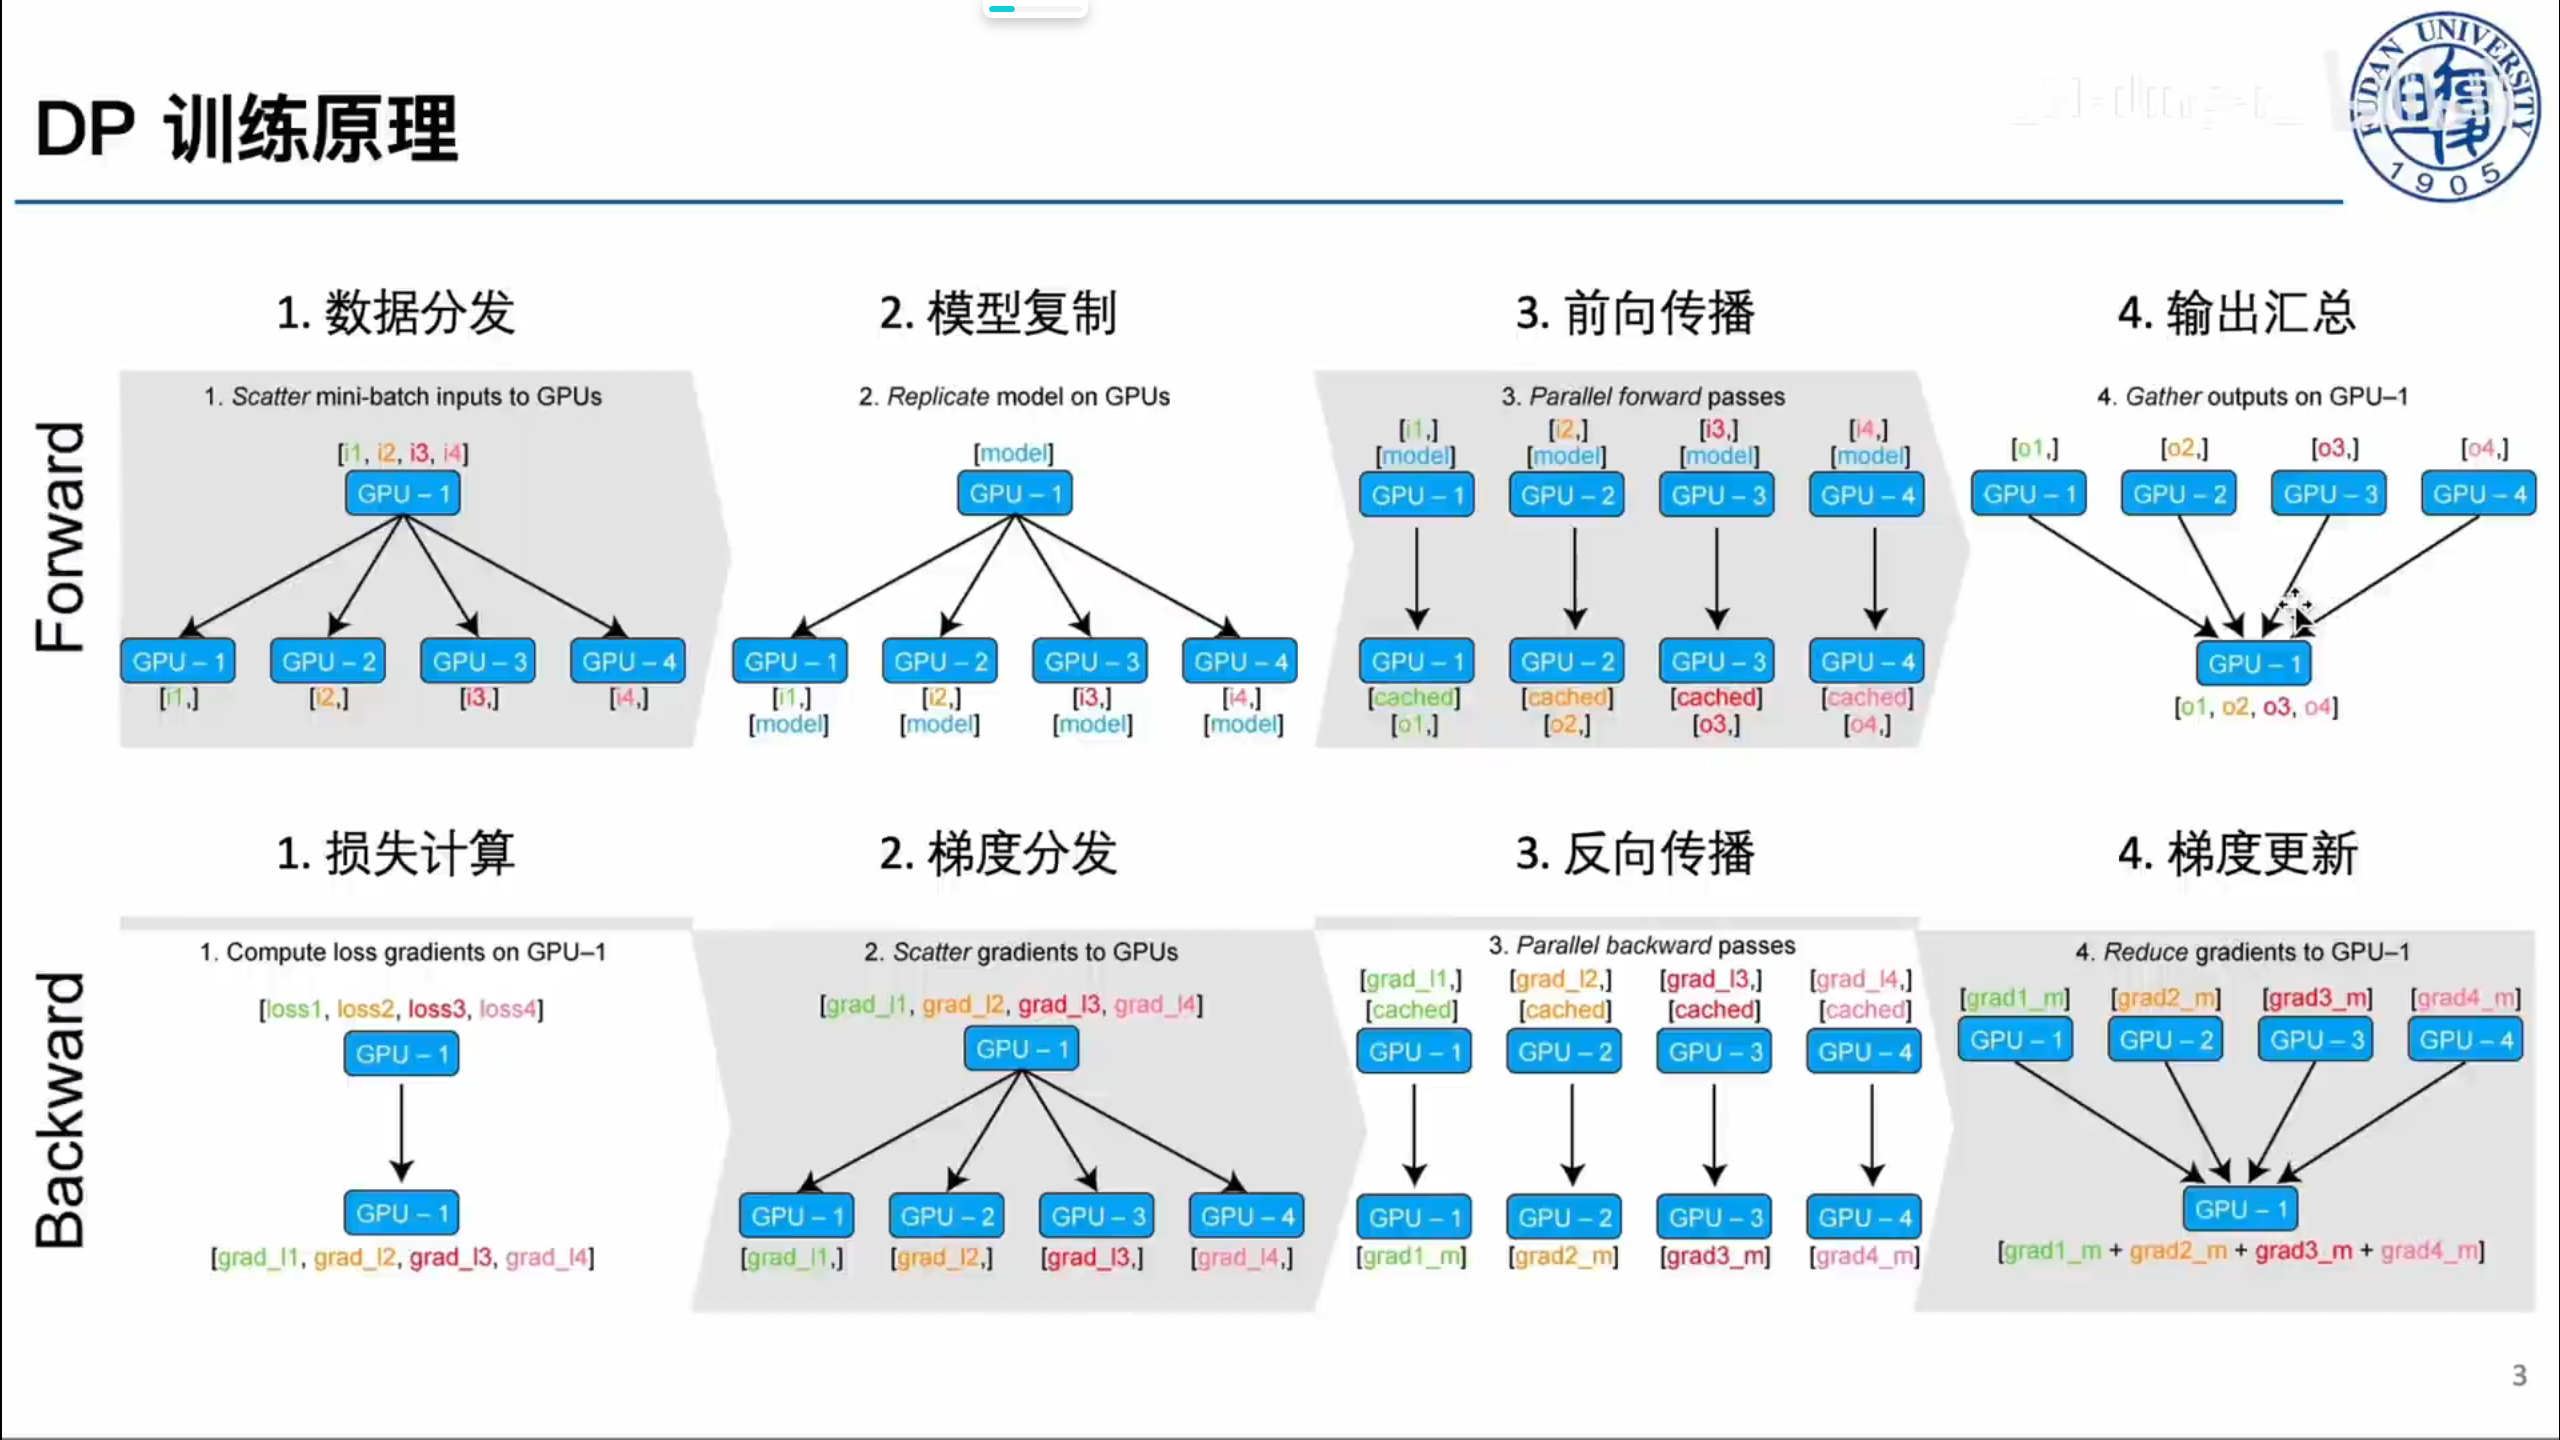 DP 训练原理
FUDAN UNIVERSITY
1905
Forward
1. 数据分发
1. Scatter mini-batch inputs to GPUs
[i1, i2, i3, i4]
GPU – 1
GPU – 1 GPU – 2 GPU – 3 GPU – 4
[i1,] [i2,] [i3,] [i4,]
2. 模型复制
2. Replicate model on GPUs
[model]
GPU – 1
GPU – 1 GPU – 2 GPU – 3 GPU – 4
[i1,] [i2,] [i3,] [i4,]
[model] [model] [model] [model]
3. 前向传播
3. Parallel forward passes
[i1,] [i2,] [i3,] [i4,]
[model] [model] [model] [model]
GPU – 1 GPU – 2 GPU – 3 GPU – 4
GPU – 1 GPU – 2 GPU – 3 GPU – 4
[cached] [cached] [cached] [cached]
[o1,] [o2,] [o3,] [o4,]
4. 输出汇总
4. Gather outputs on GPU–1
[o1,] [o2,] [o3,] [o4,]
GPU – 1 GPU – 2 GPU – 3 GPU – 4
GPU – 1
[o1, o2, o3, o4]
Backward
1. 损失计算
1. Compute loss gradients on GPU–1
[loss1, loss2, loss3, loss4]
GPU – 1
GPU – 1
[grad_l1, grad_l2, grad_l3, grad_l4]
2. 梯度分发
2. Scatter gradients to GPUs
[grad_l1, grad_l2, grad_l3, grad_l4]
GPU – 1
GPU – 1 GPU – 2 GPU – 3 GPU – 4
[grad_l1,] [grad_l2,] [grad_l3,] [grad_l4,]
3. 反向传播
3. Parallel backward passes
[grad_l1,] [grad_l2,] [grad_l3,] [grad_l4,]
[cached] [cached] [cached] [cached]
GPU – 1 GPU – 2 GPU – 3 GPU – 4
GPU – 1 GPU – 2 GPU – 3 GPU – 4
[grad1_m] [grad2_m] [grad3_m] [grad4_m]
4. 梯度更新
4. Reduce gradients to GPU–1
[grad1_m] [grad2_m] [grad3_m] [grad4_m]
GPU – 1 GPU – 2 GPU – 3 GPU – 4
GPU – 1
[grad1_m + grad2_m + grad3_m + grad4_m]
3